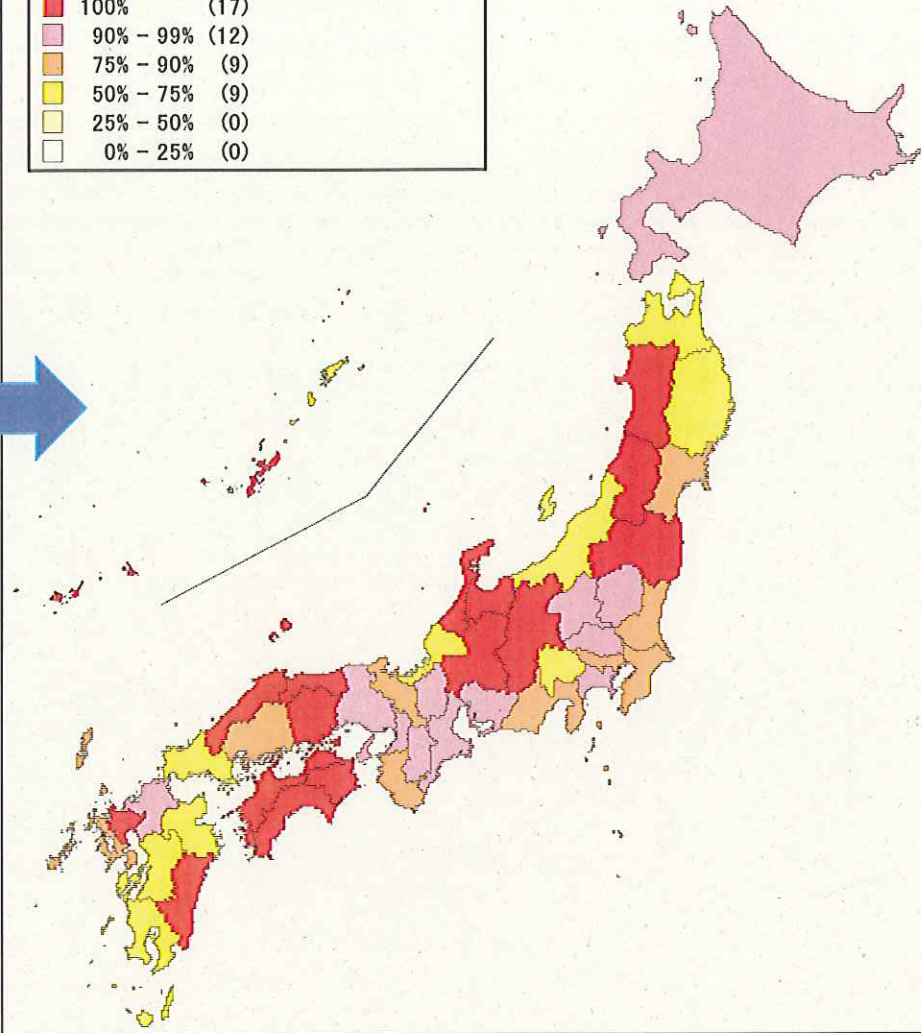 100% (17)
90% - 99% (12)
75% - 90% (9)
50% - 75% (9)
25% - 50% (0)
0% - 25% (0)